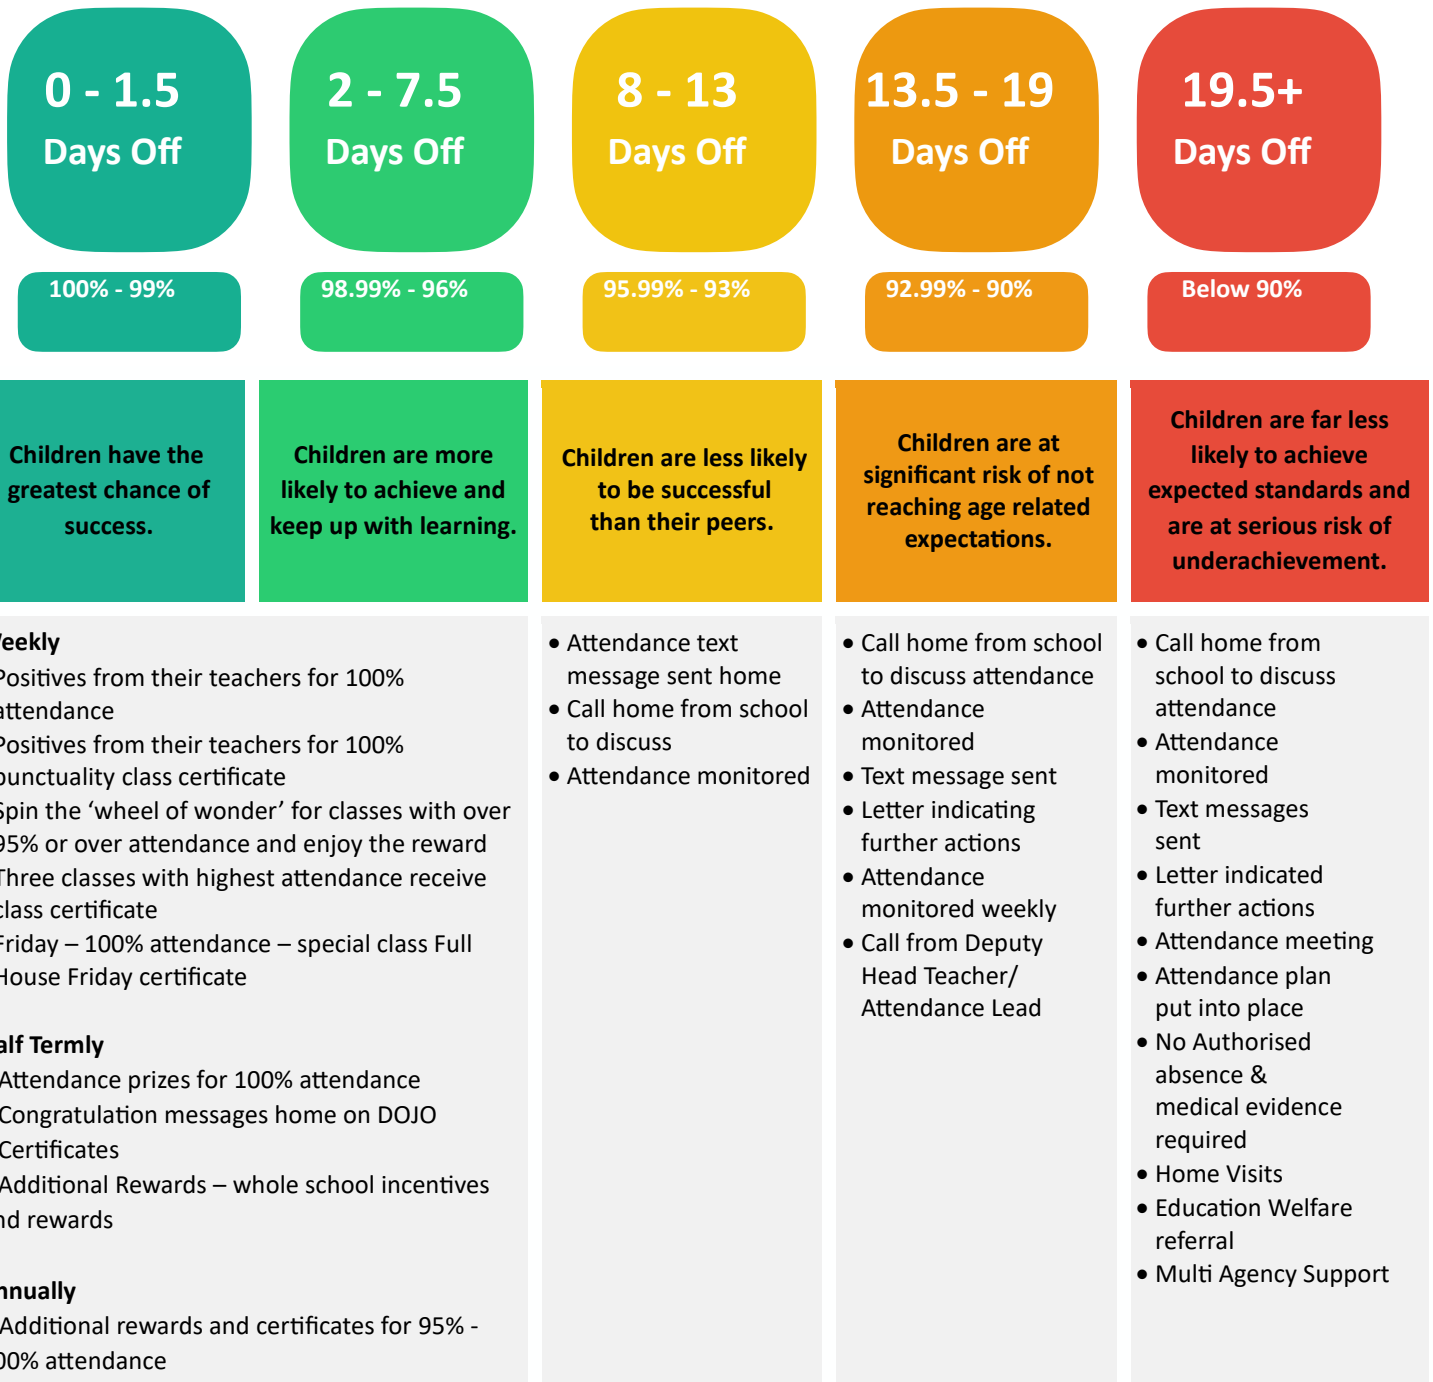 0 - 1.5
Days Off
2 - 7.5
Days Off
8 - 13
Days Off
13.5 - 19
Days Off
19.5+
Days Off
100% - 99%
98.99% - 96%
95.99% - 93%
92.99% - 90%
Below 90%
Children have the
greatest chance of
success.
Children are more
likely to achieve and
keep up with learning.
Children are less likely
to be successful
than their peers.
Children are at
significant risk of not
reaching age related
expectations.
Children are far less
likely to achieve
expected standards and
are at serious risk of
underachievement.
eekly
Positives from their teachers for 100%
attendance
Positives from their teachers for 100%
punctuality class certificate
Spin the ‘wheel of wonder’ for classes with over
95% or over attendance and enjoy the reward
Three classes with highest attendance receive
class certificate
Friday – 100% attendance – special class Full
House Friday certificate
alf Termly
Attendance prizes for 100% attendance
Congratulation messages home on DOJO
Certificates
Additional Rewards – whole school incentives
nd rewards
nnually
Additional rewards and certificates for 95% -
00% attendance
• Attendance text
message sent home
• Call home from school
to discuss
• Attendance monitored
• Call home from school
to discuss attendance
• Attendance
monitored
• Text message sent
• Letter indicating
further actions
• Attendance
monitored weekly
• Call from Deputy
Head Teacher/
Attendance Lead
• Call home from
school to discuss
attendance
• Attendance
monitored
• Text messages
sent
• Letter indicated
further actions
• Attendance meeting
• Attendance plan
put into place
• No Authorised
absence &
medical evidence
required
• Home Visits
• Education Welfare
referral
• Multi Agency Support